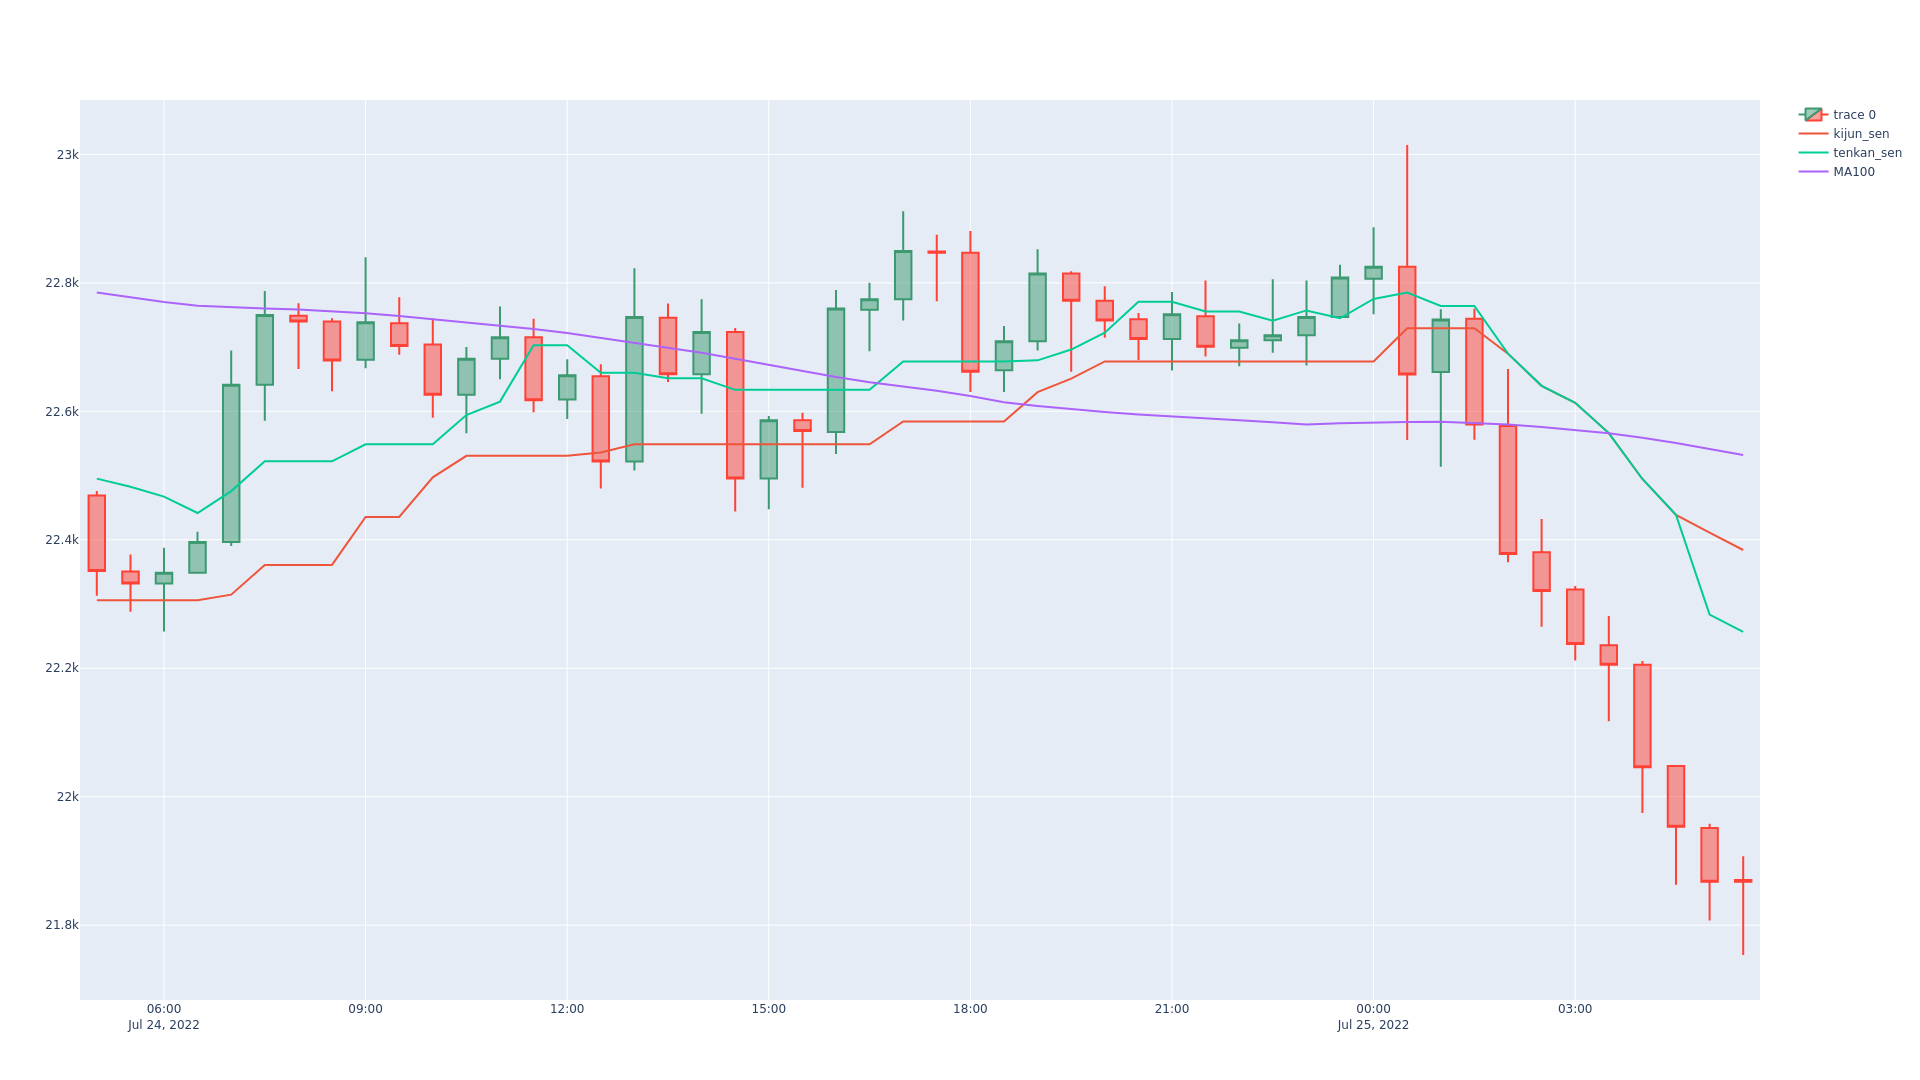 trace 0
kijun_sen
tenkan_sen
MA100
23k
22.8k
22.6k
22.4k
22.2k
22k
21.8k
06:00 09:00 12:00 15:00 18:00 21:00 00:00 03:00
Jul 24, 2022 Jul 25, 2022